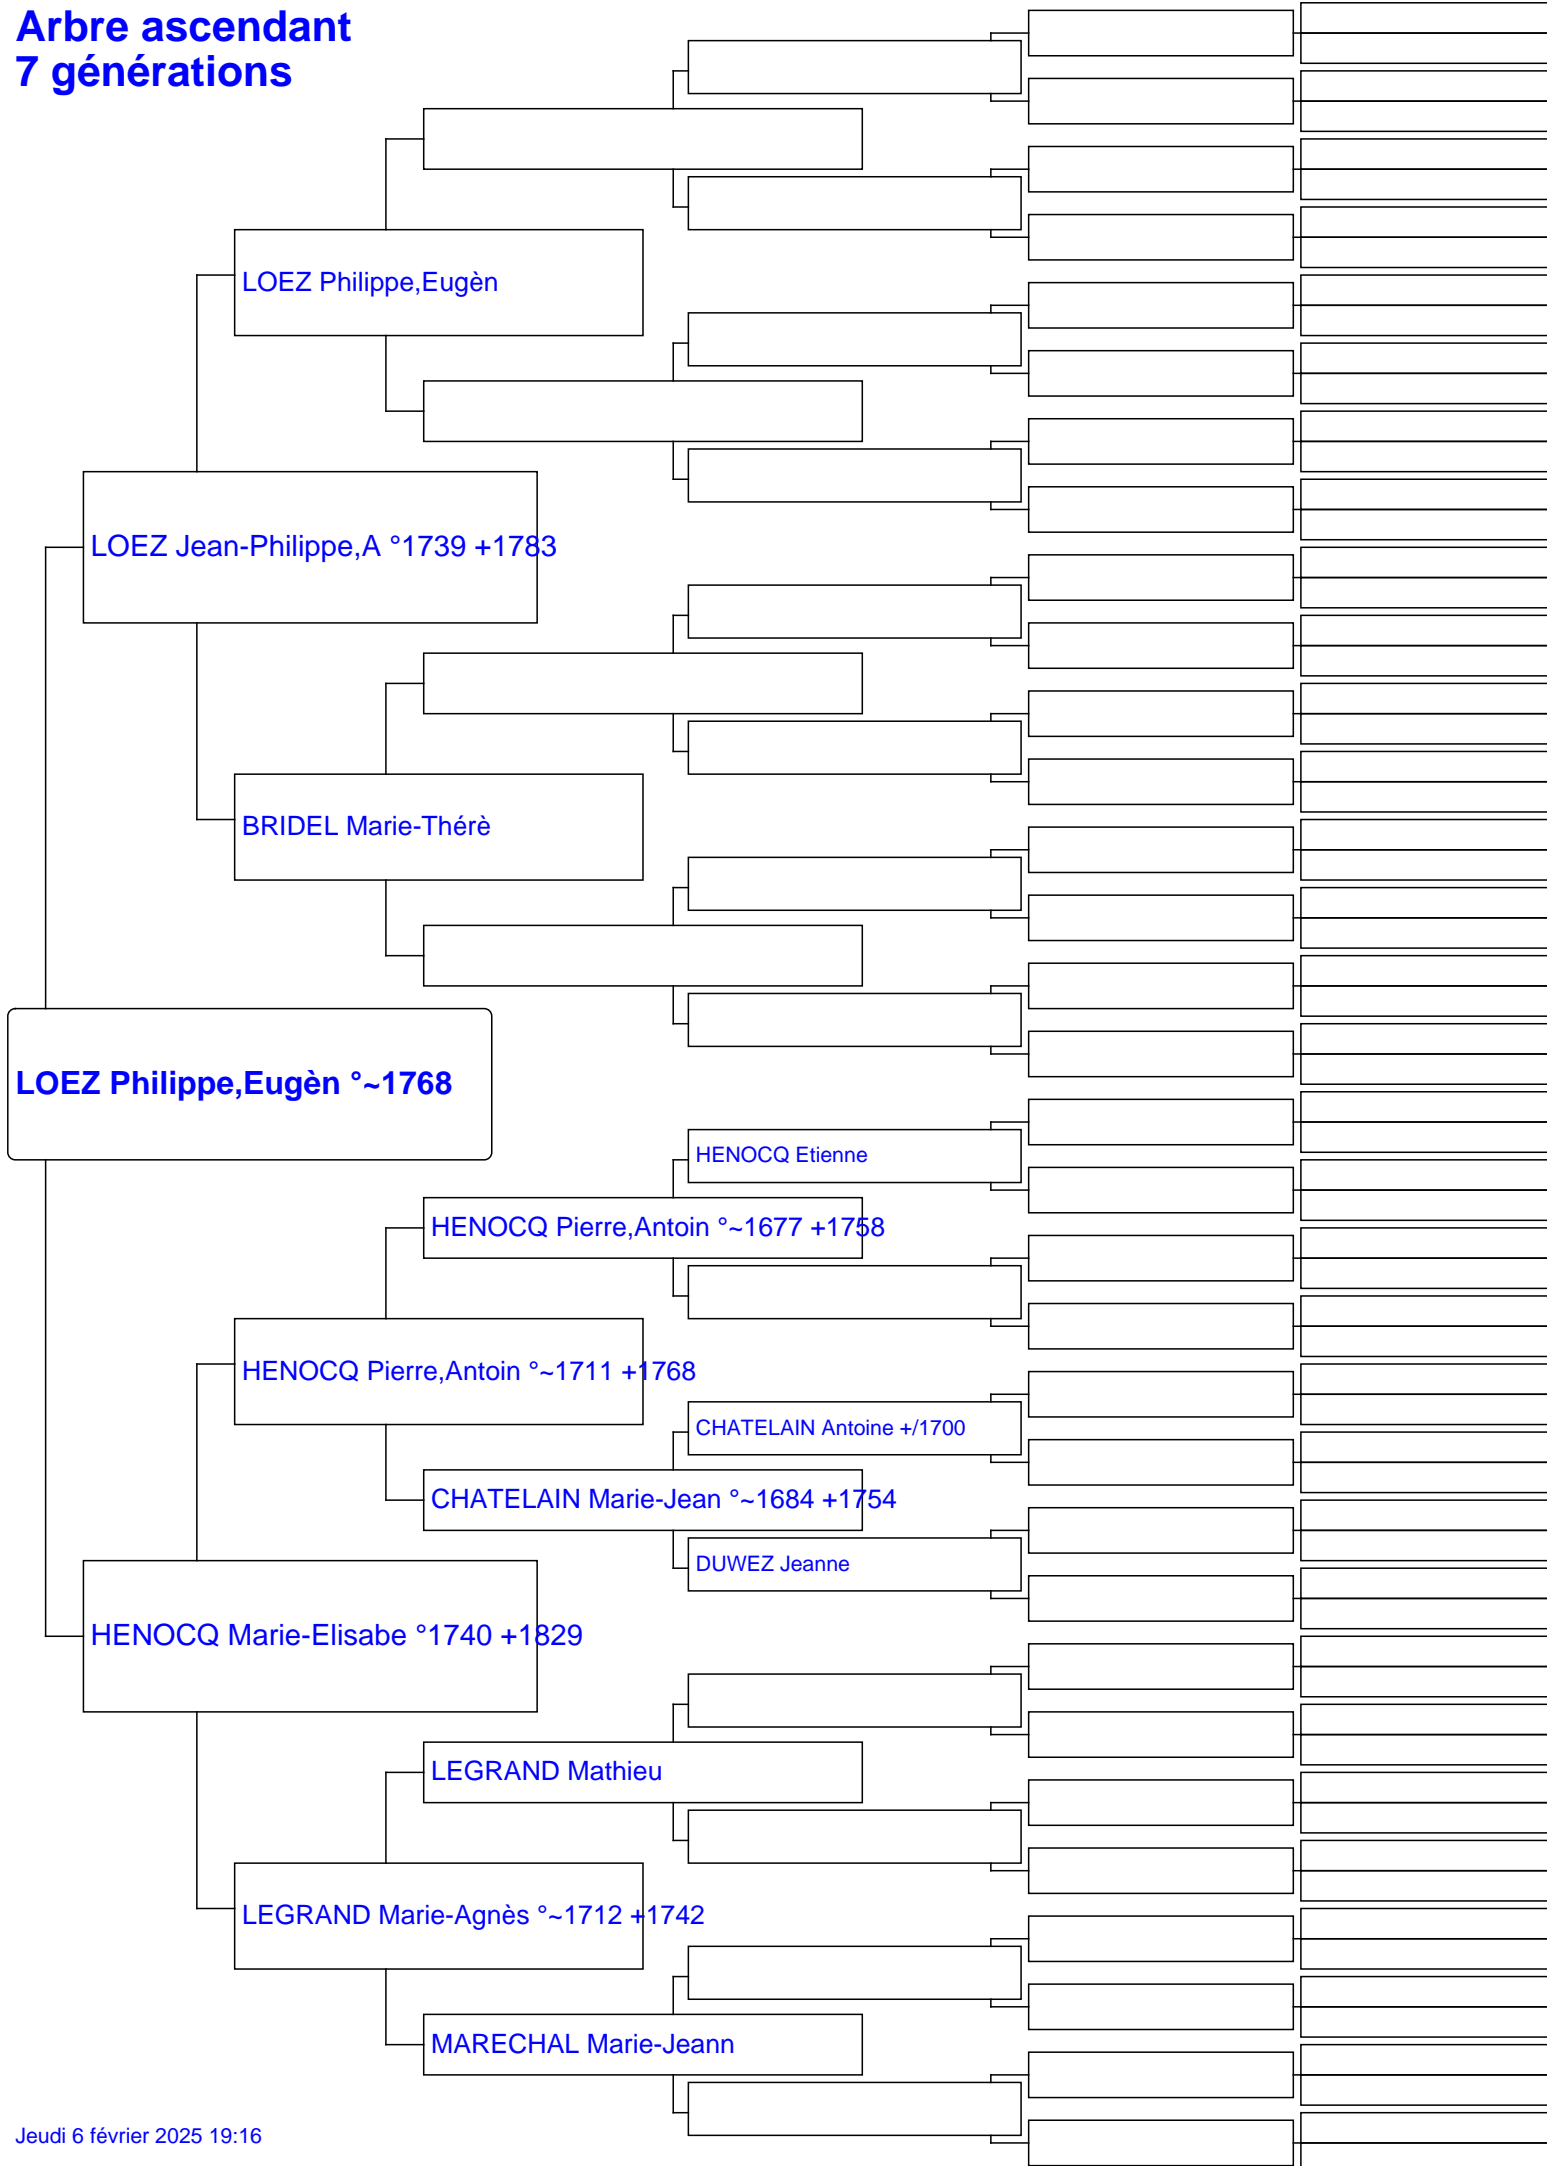 Arbre ascendant
7 générations
LOEZ Philippe,Eugèn
LOEZ Jean-Philippe,A °1739 +1783
BRIDEL Marie-Thérè
LOEZ Philippe,Eugèn °~1768
HENOCQ Etienne
HENOCQ Pierre,Antoin °~1677 +1758
HENOCQ Pierre,Antoin °~1711 +1768
CHATELAIN Antoine +/1700
CHATELAIN Marie-Jean °~1684 +1754
DUWEZ Jeanne
HENOCQ Marie-Elisabe °1740 +1829
LEGRAND Mathieu
LEGRAND Marie-Agnès °~1712 +1742
MARECHAL Marie-Jeann
Jeudi 6 février 2025 19:16